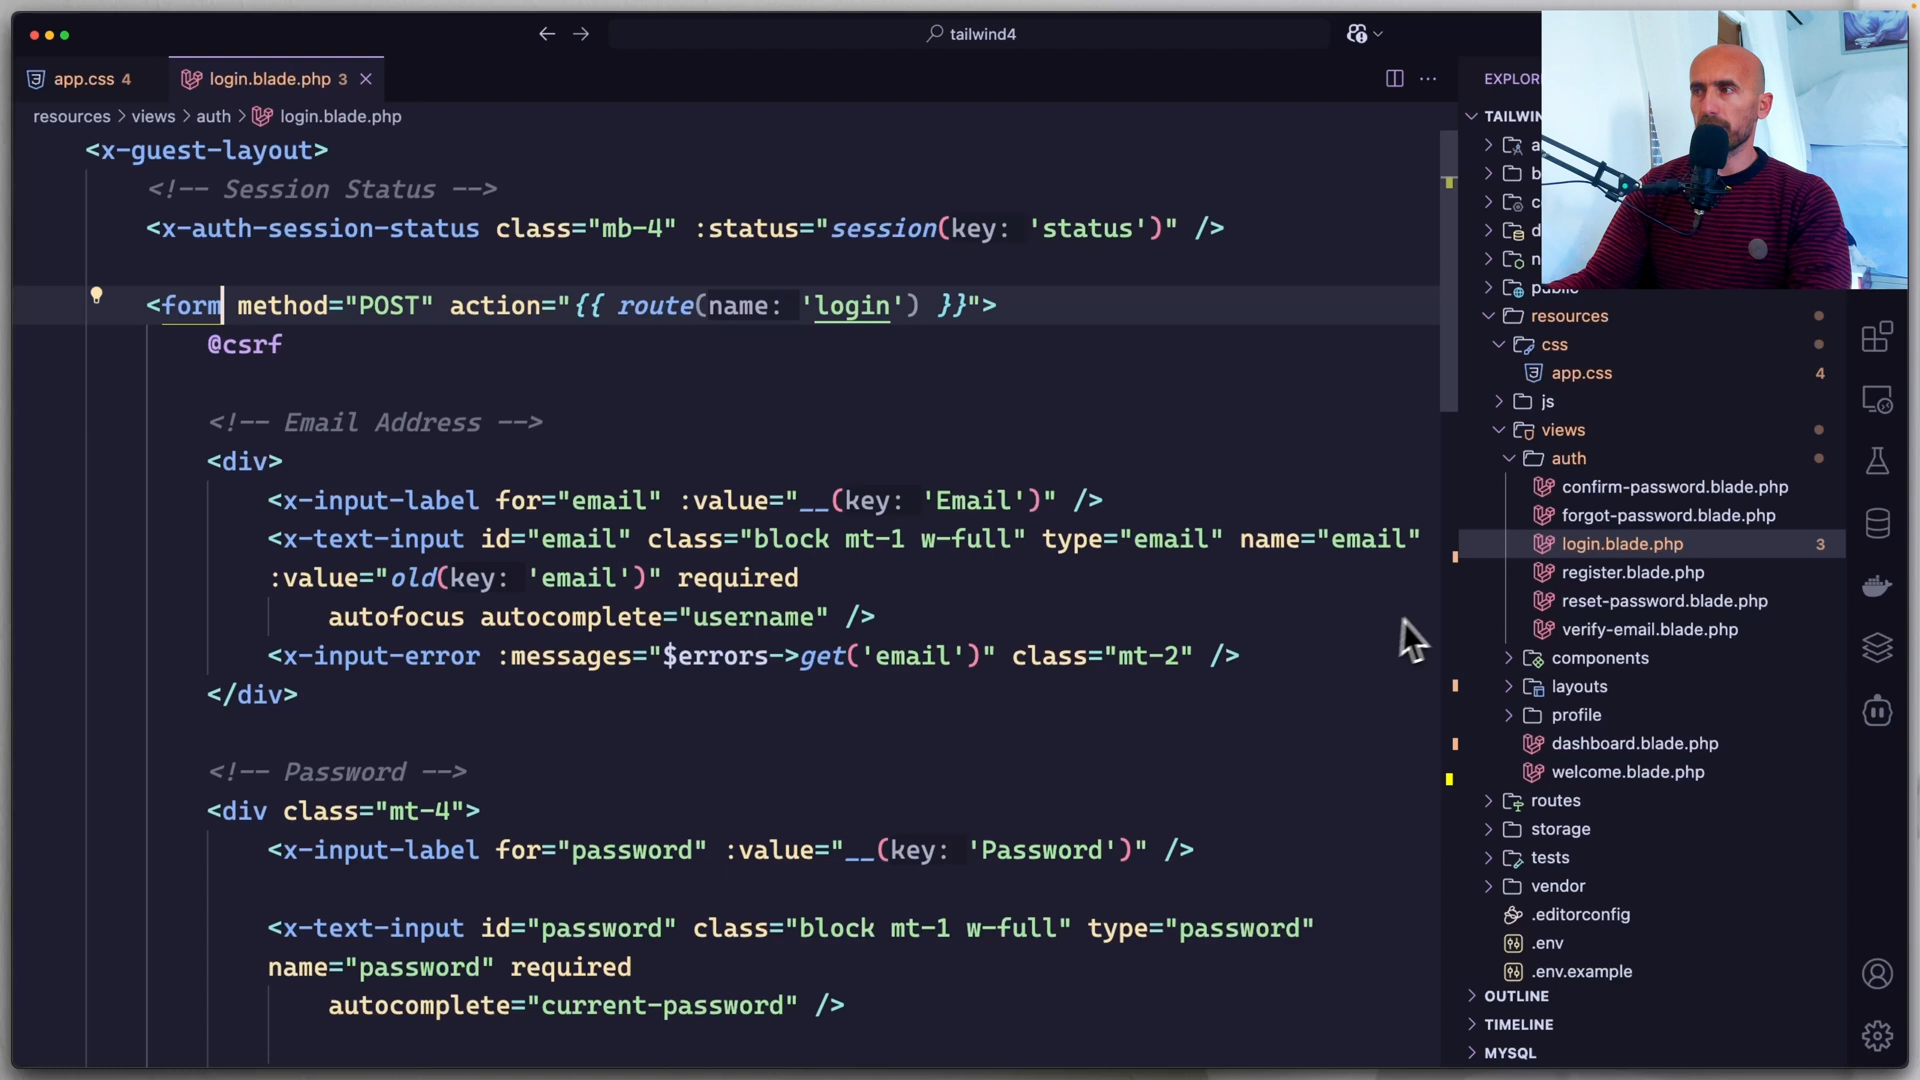 tailwind4
app.css 4
login.blade.php 3
resources > views > auth > login.blade.php
<x-guest-layout>
<!-- Session Status -->
<x-auth-session-status class="mb-4" :status="session(key: 'status')" />
<form method="POST" action="{{ route(name: 'login') }}">
@csrf
<!-- Email Address -->
<div>
<x-input-label for="email" :value="__(key: 'Email')" />
<x-text-input id="email" class="block mt-1 w-full" type="email" name="email"
:value="old(key: 'email')" required
autofocus autocomplete="username" />
<x-input-error :messages="$errors->get('email')" class="mt-2" />
</div>
<!-- Password -->
<div class="mt-4">
<x-input-label for="password" :value="__(key: 'Password')" />
<x-text-input id="password" class="block mt-1 w-full" type="password"
name="password" required
autocomplete="current-password" />
resources
css
app.css 4
js
views
auth
confirm-password.blade.php
forgot-password.blade.php
login.blade.php 3
register.blade.php
reset-password.blade.php
verify-email.blade.php
components
layouts
profile
dashboard.blade.php
welcome.blade.php
routes
storage
tests
vendor
.editorconfig
.env
.env.example
OUTLINE
TIMELINE
MYSQL